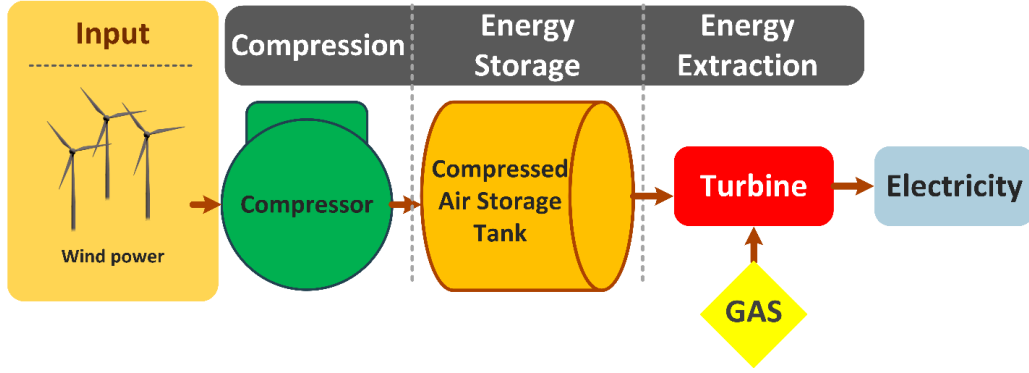 Input
Wind power
Compression
Energy
Storage
Energy
Extraction
Compressor
Compressed
Air Storage
Tank
Turbine
Electricity
GAS